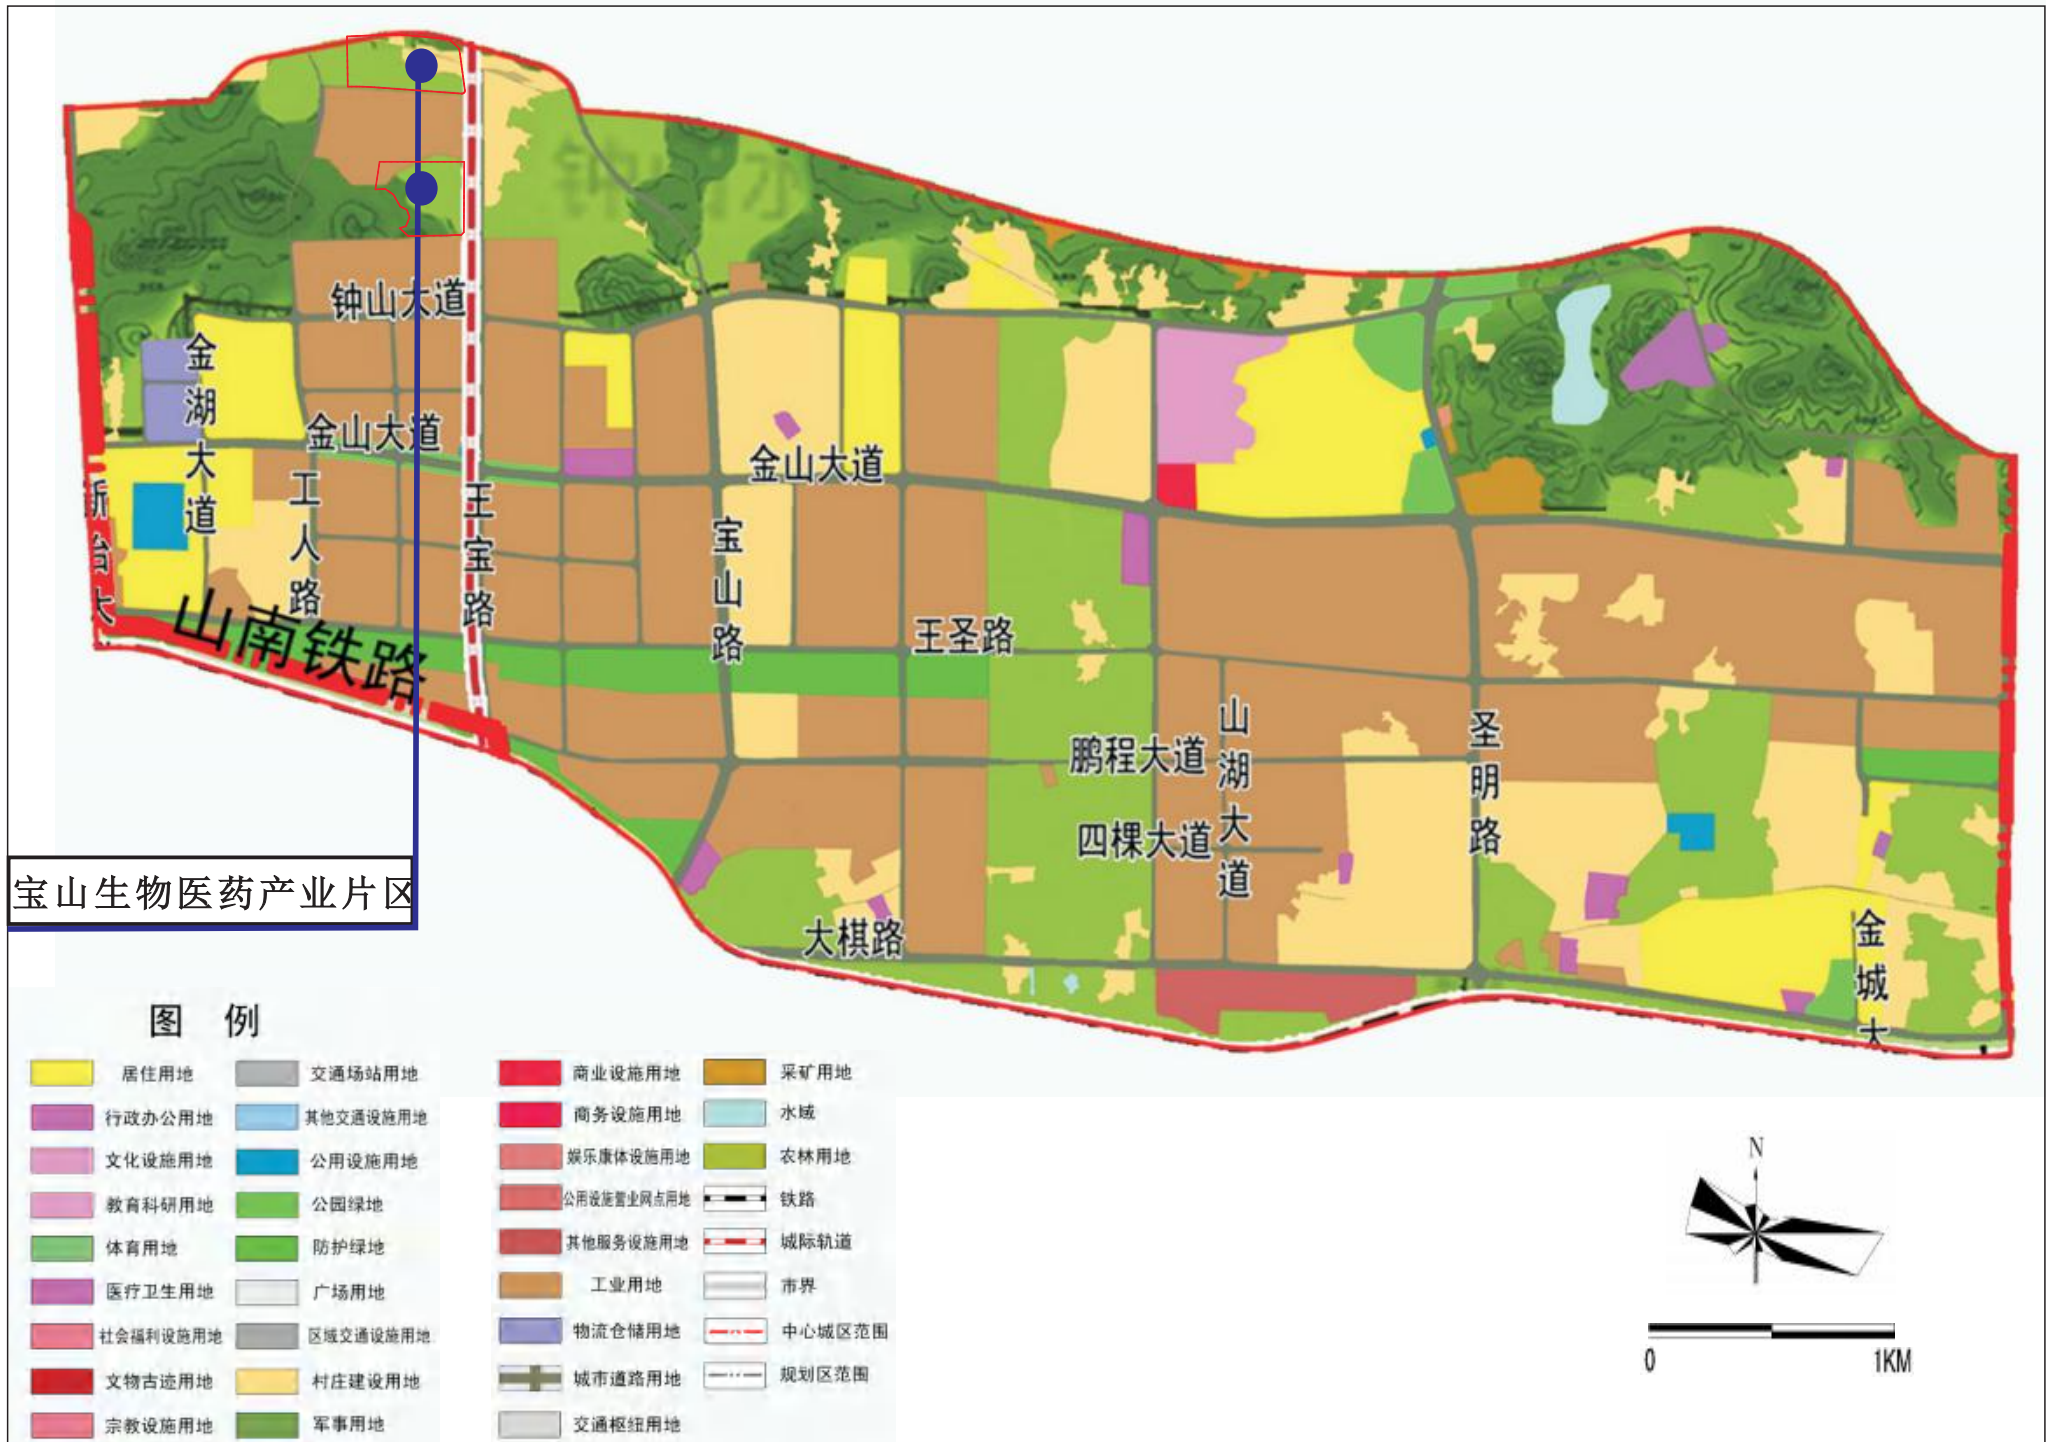 钟山水
钟山大道
金湖大道
金山大道
工人路
王宝路
金山大道
宝山路
王圣路
山南铁路
鹏程大道
山湖大道
圣明路
四棵大道
大棋路
金城大
宝山生物医药产业片区
图 例
居住用地
交通场站用地
商业设施用地
采矿用地
行政办公用地
其他交通设施用地
商务设施用地
水域
文化设施用地
公用设施用地
娱乐康体设施用地
农林用地
教育科研用地
公园绿地
公用设施营业网点用地
铁路
体育用地
防护绿地
其他服务设施用地
城际轨道
医疗卫生用地
广场用地
工业用地
市界
社会福利设施用地
区域交通设施用地
物流仓储用地
中心城区范围
文物古迹用地
村庄建设用地
城市道路用地
规划区范围
宗教设施用地
军事用地
交通枢纽用地
N
0
1KM